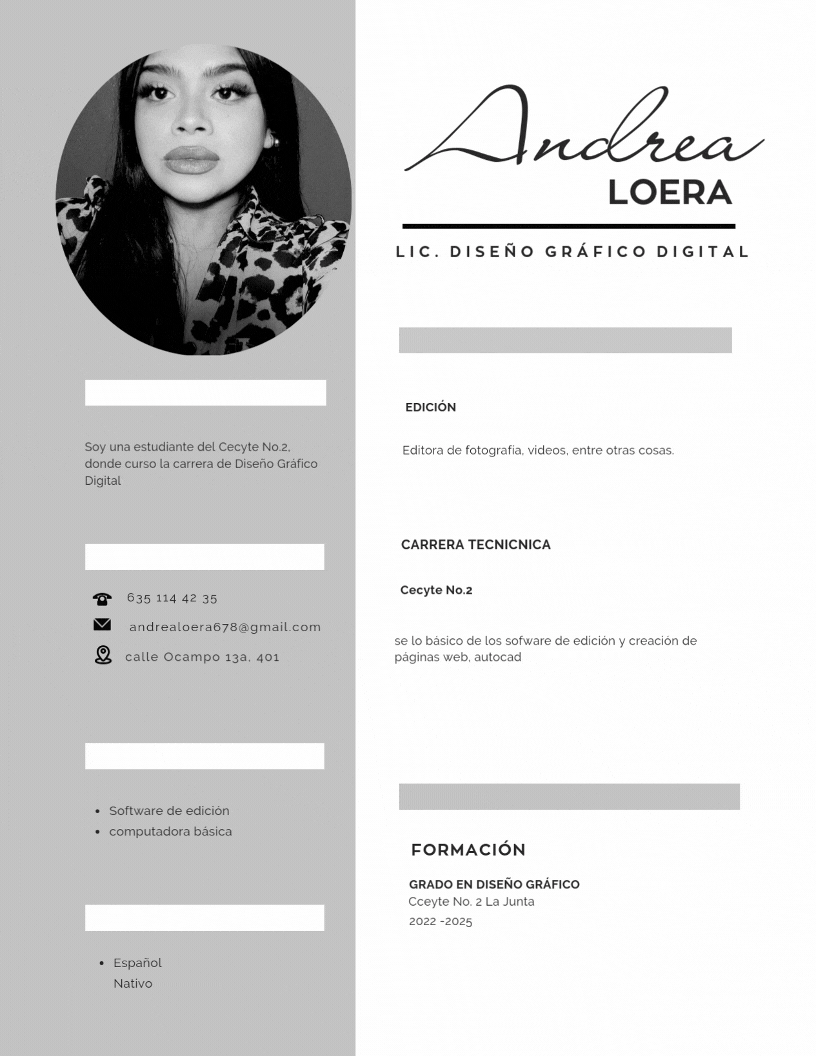 Andrea
LOERA
LIC. DISEÑO GRÁFICO DIGITAL
Soy una estudiante del Cecyte No.2,
donde curso la carrera de Diseño Gráfico
Digital
635 114 42 35
andrealoera678@gmail.com
calle Ocampo 13a, 401
Software de edición
computadora básica
Español
Nativo
EDICIÓN
Editora de fotografia, videos, entre otras cosas.
CARRERA TECNICNICA
Cecyte No.2
se lo básico de los sofware de edición y creación de
páginas web, autocad
FORMACIÓN
GRADO EN DISEÑO GRÁFICO
Cceyte No. 2 La Junta
2022 -2025